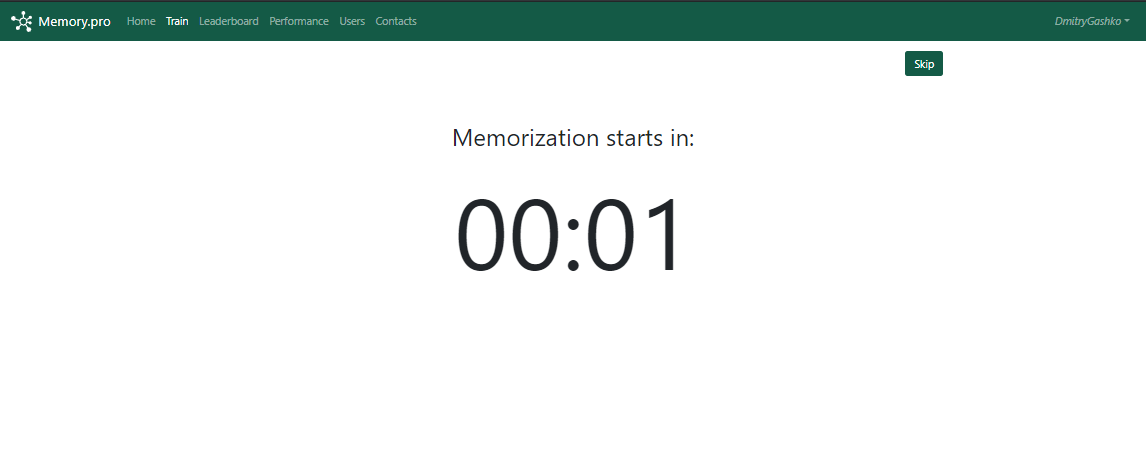 Memory.pro Home Train Leaderboard Performance Users Contacts DmitryGashko
Skip
Memorization starts in:
00:01